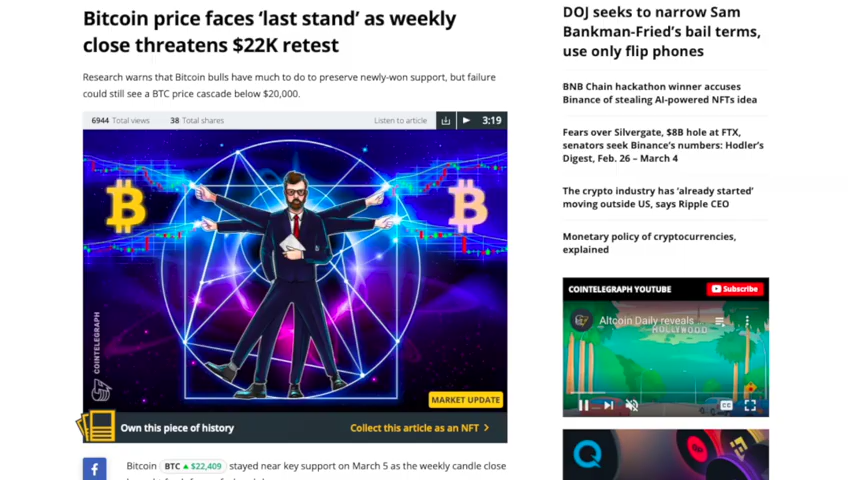 Bitcoin price faces ‘last stand’ as weekly
close threatens $22K retest
Research warns that Bitcoin bulls have much to do to preserve newly-won support, but failure
could still see a BTC price cascade below $20,000.
6944 Total views 38 Total shares Listen to article 3:19
COINTELEGRAPH
MARKET UPDATE
Own this piece of history Collect this article as an NFT
Bitcoin BTC $22,409 stayed near key support on March 5 as the weekly candle close
DOJ seeks to narrow Sam
Bankman-Fried’s bail terms,
use only flip phones
BNB Chain hackathon winner accuses
Binance of stealing AI-powered NFTs idea
Fears over Silvergate, $8B hole at FTX,
senators seek Binance’s numbers: Hodler’s
Digest, Feb. 26 – March 4
The crypto industry has ‘already started’
moving outside US, says Ripple CEO
Monetary policy of cryptocurrencies,
explained
COINTELEGRAPH YOUTUBE Subscribe
Altcoin Daily reveals...
HOLLYWOOD
CC